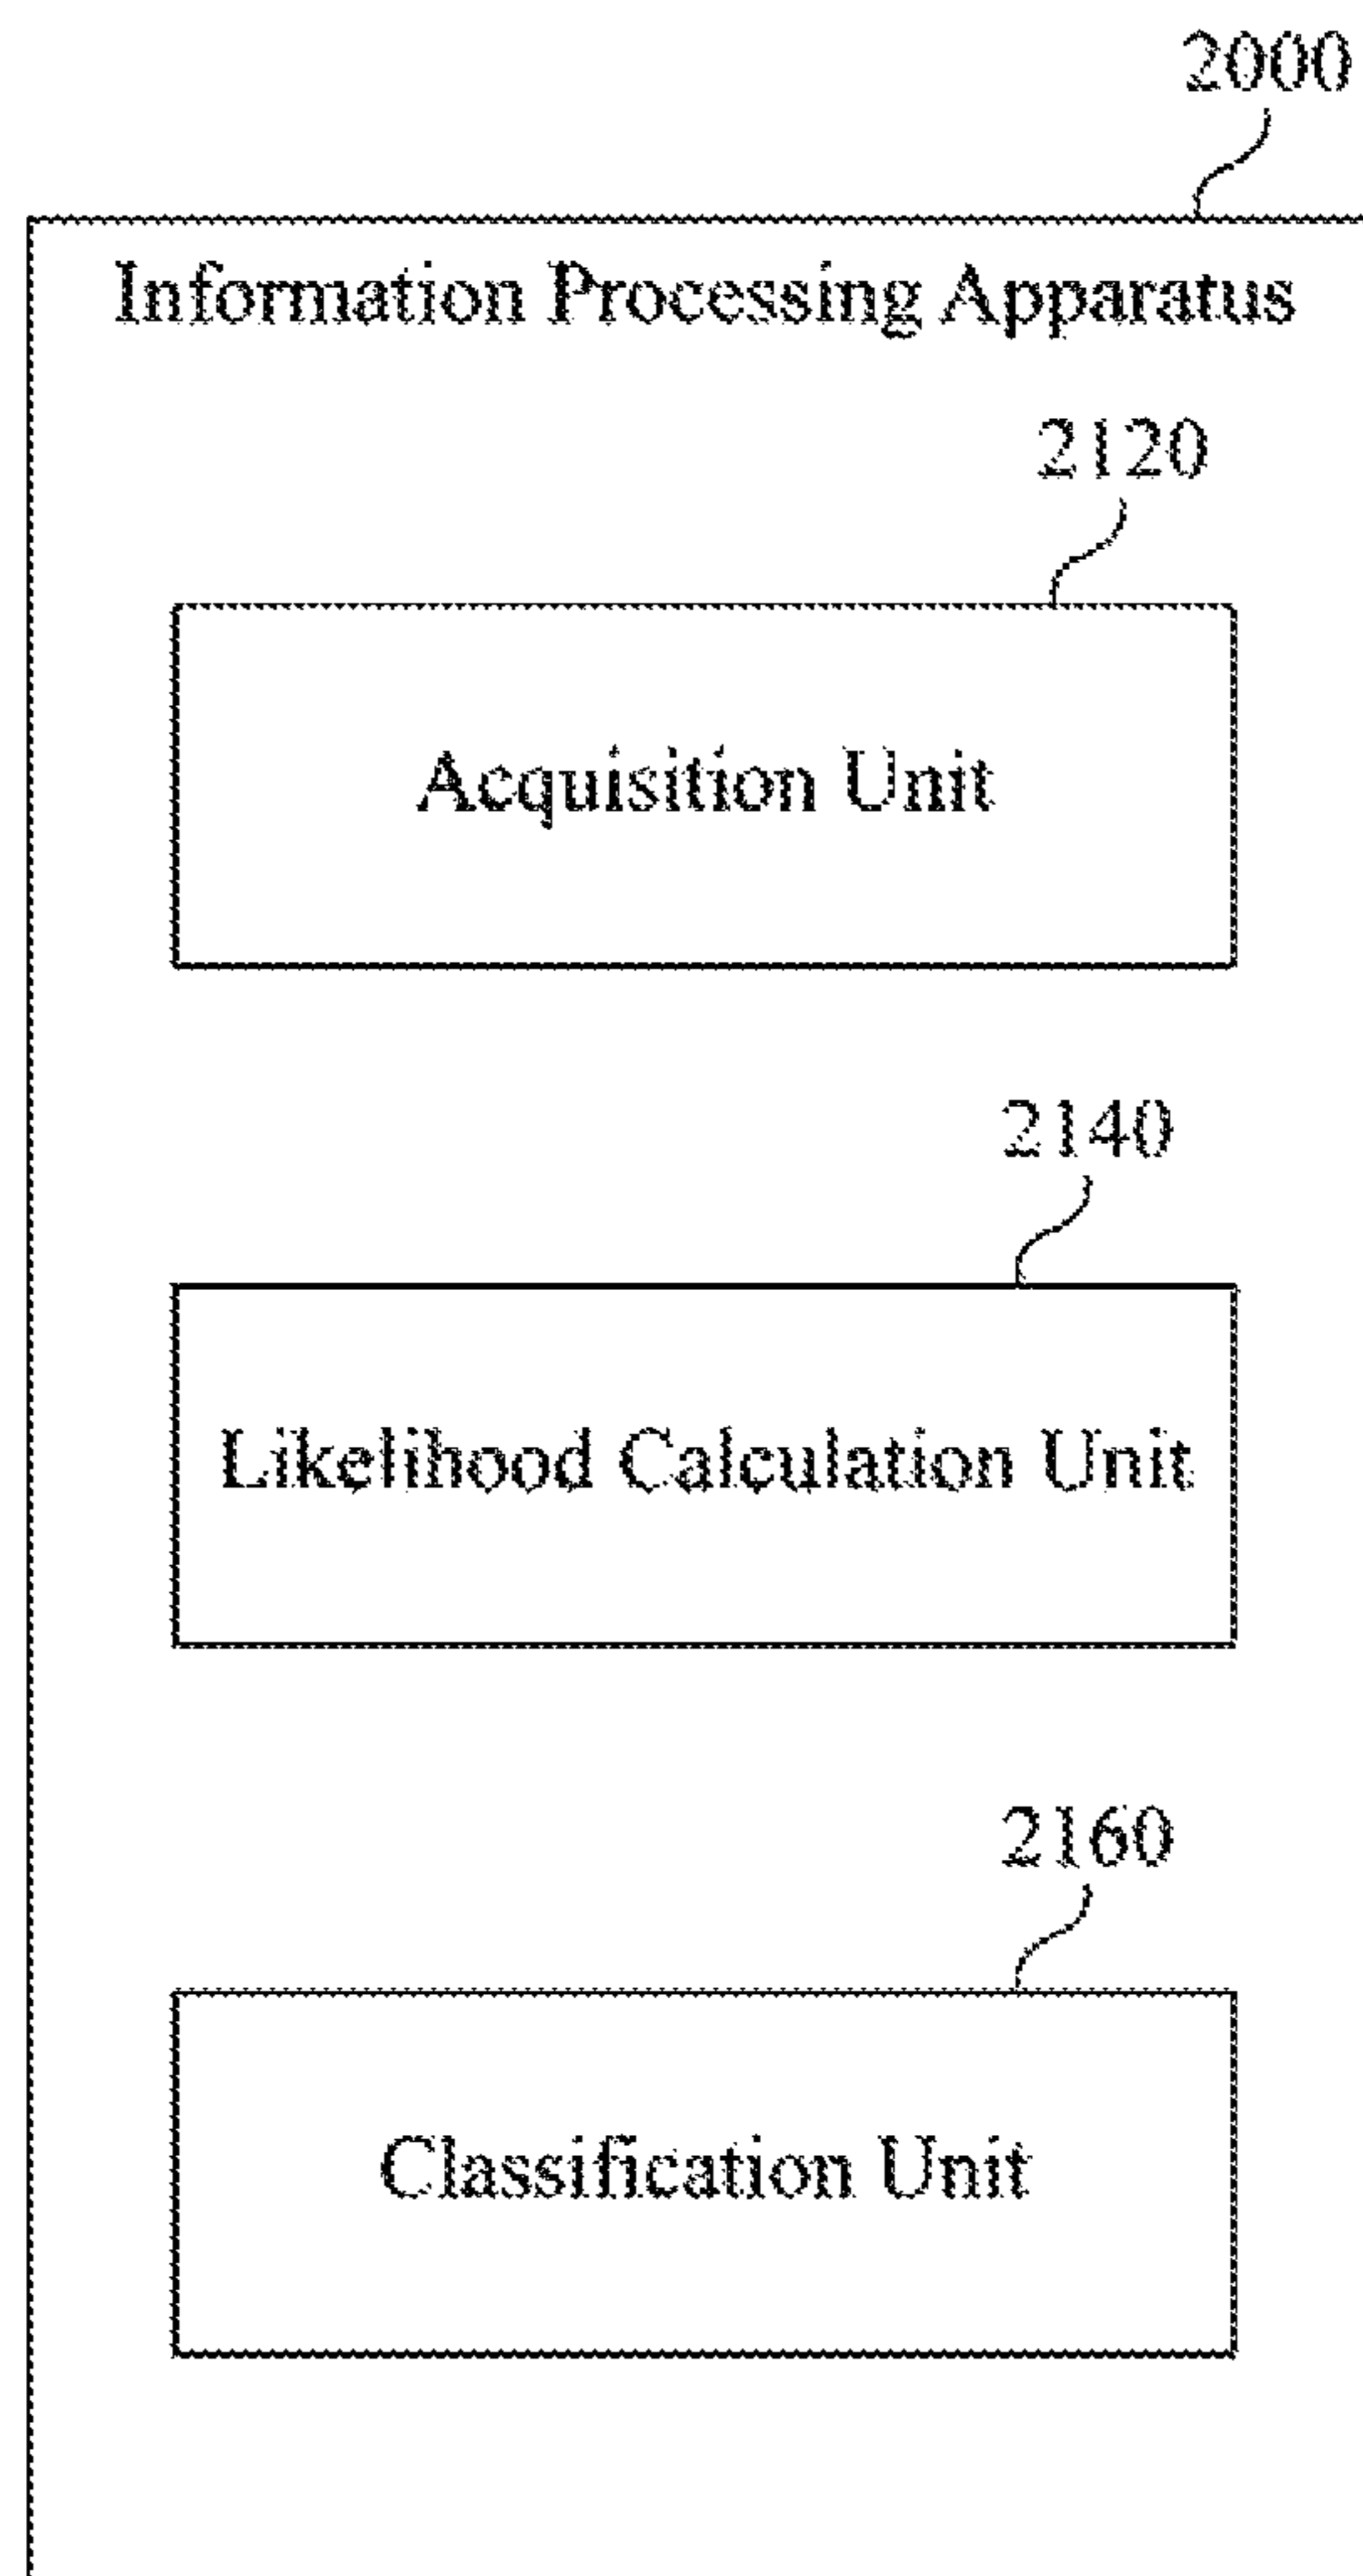 2000
Information Processing Apparatus
2120
Acquisition Unit
2140
Likelihood Calculation Unit
2160
Classification Unit